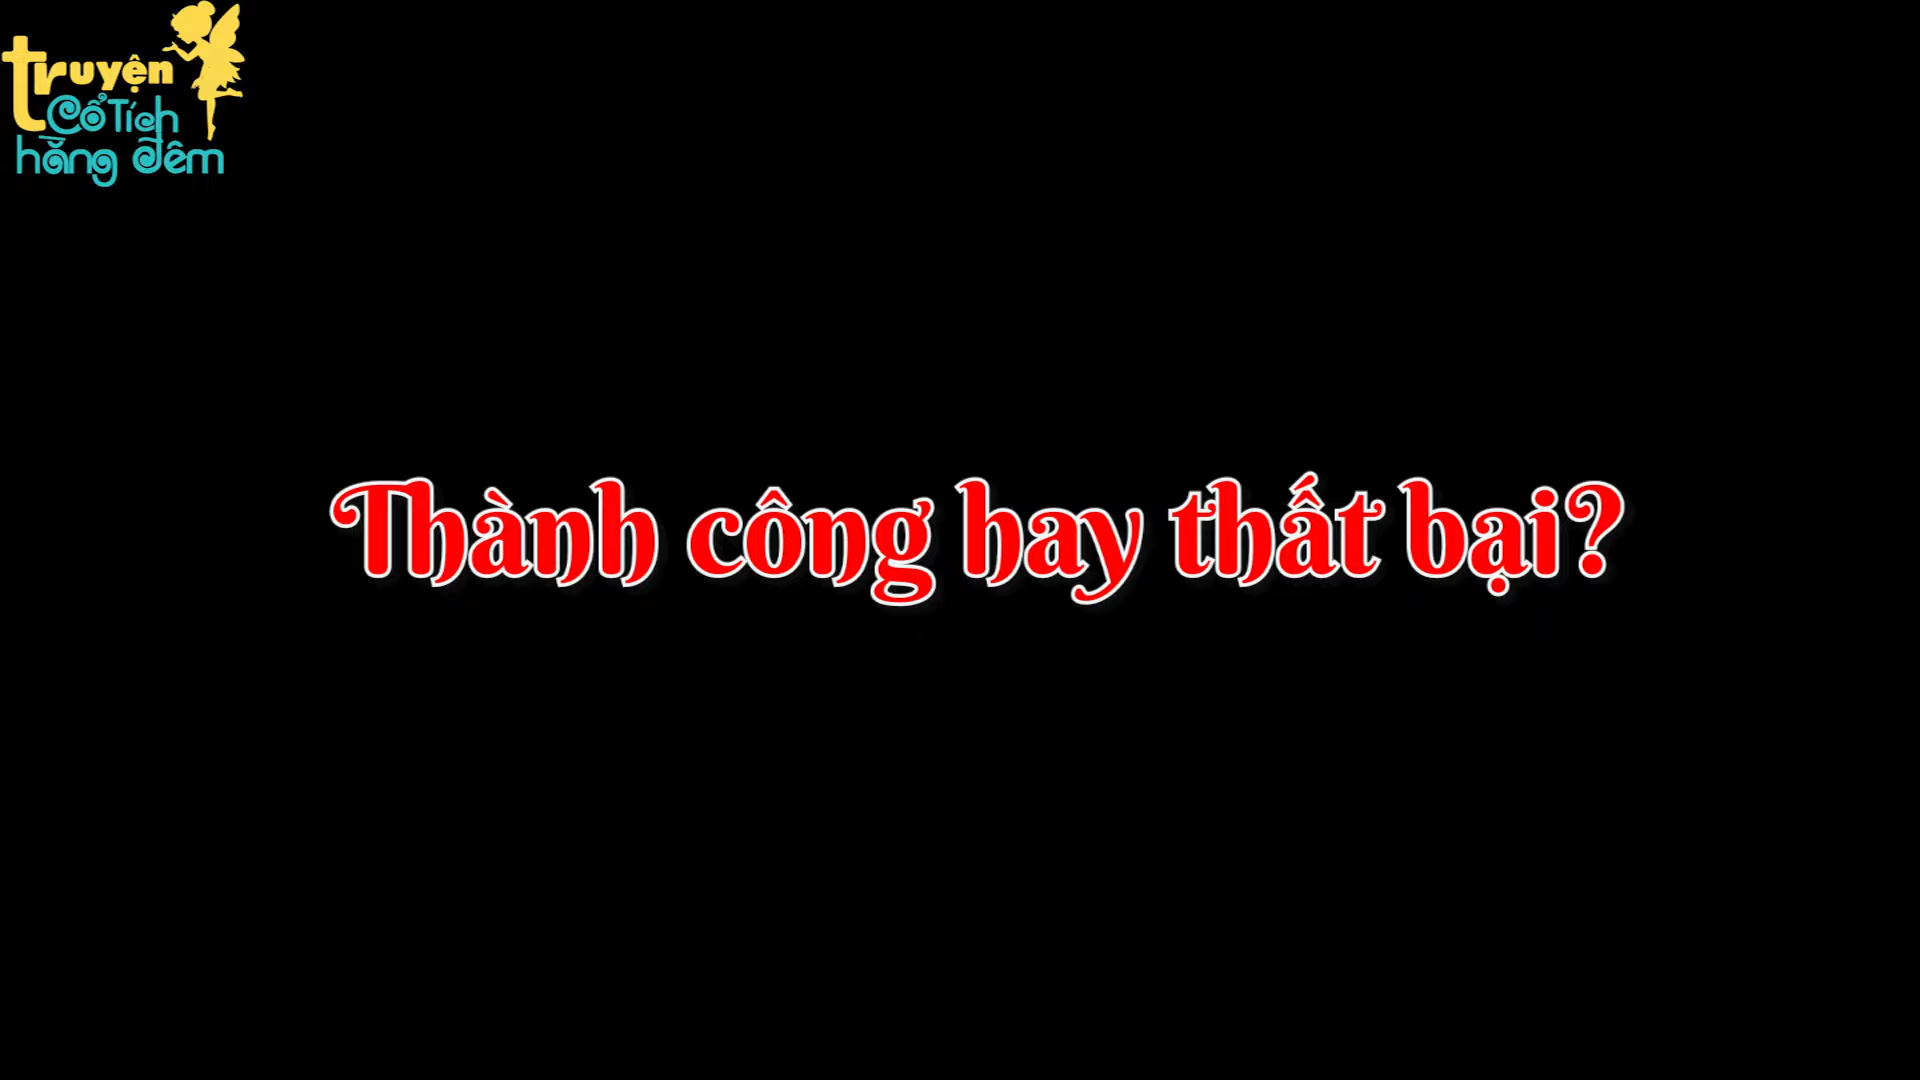 truyện
Cổ Tích
hằng đêm
Thành công hay thất bại?